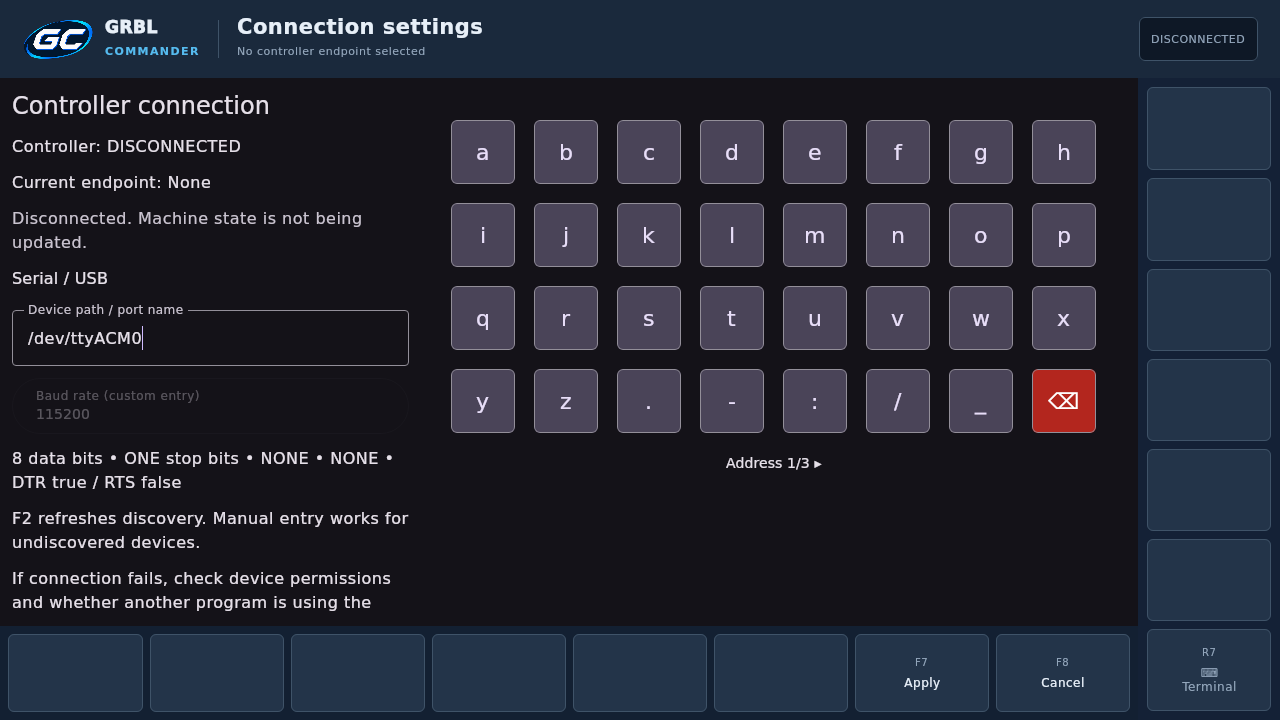 GC
GRBL
COMMANDER
Connection settings
No controller endpoint selected
DISCONNECTED
Controller connection
Controller: DISCONNECTED
Current endpoint: None
Disconnected. Machine state is not being
updated.
Serial / USB
Device path / port name
/dev/ttyACM0
Baud rate (custom entry)
115200
8 data bits • ONE stop bits • NONE • NONE •
DTR true / RTS false
F2 refreshes discovery. Manual entry works for
undiscovered devices.
If connection fails, check device permissions
and whether another program is using the
a b c d e f g h
i j k l m n o p
q r s t u v w x
y z . - : / _ ⌫
Address 1/3 ▸
F7
Apply
F8
Cancel
R7
⌨
Terminal